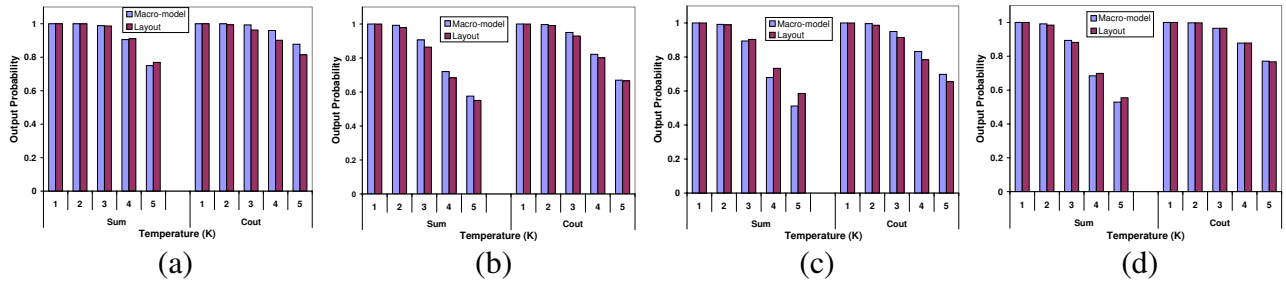 Output Probability
1
0.8
0.6
0.4
0.2
0
Macro-model
Layout
1 2 3 4 5 1 2 3 4 5
Sum Cout
Temperature (K)
(a)
Output Probability
1
0.8
0.6
0.4
0.2
0
Macro-model
Layout
1 2 3 4 5 1 2 3 4 5
Sum Cout
Temperature (K)
(b)
Output Probability
1
0.8
0.6
0.4
0.2
0
Macro-model
Layout
1 2 3 4 5 1 2 3 4 5
Sum Cout
Temperature (K)
(c)
Output Probability
1
0.8
0.6
0.4
0.2
0
Macro-model
Layout
1 2 3 4 5 1 2 3 4 5
Sum Cout
Temperature (K)
(d)